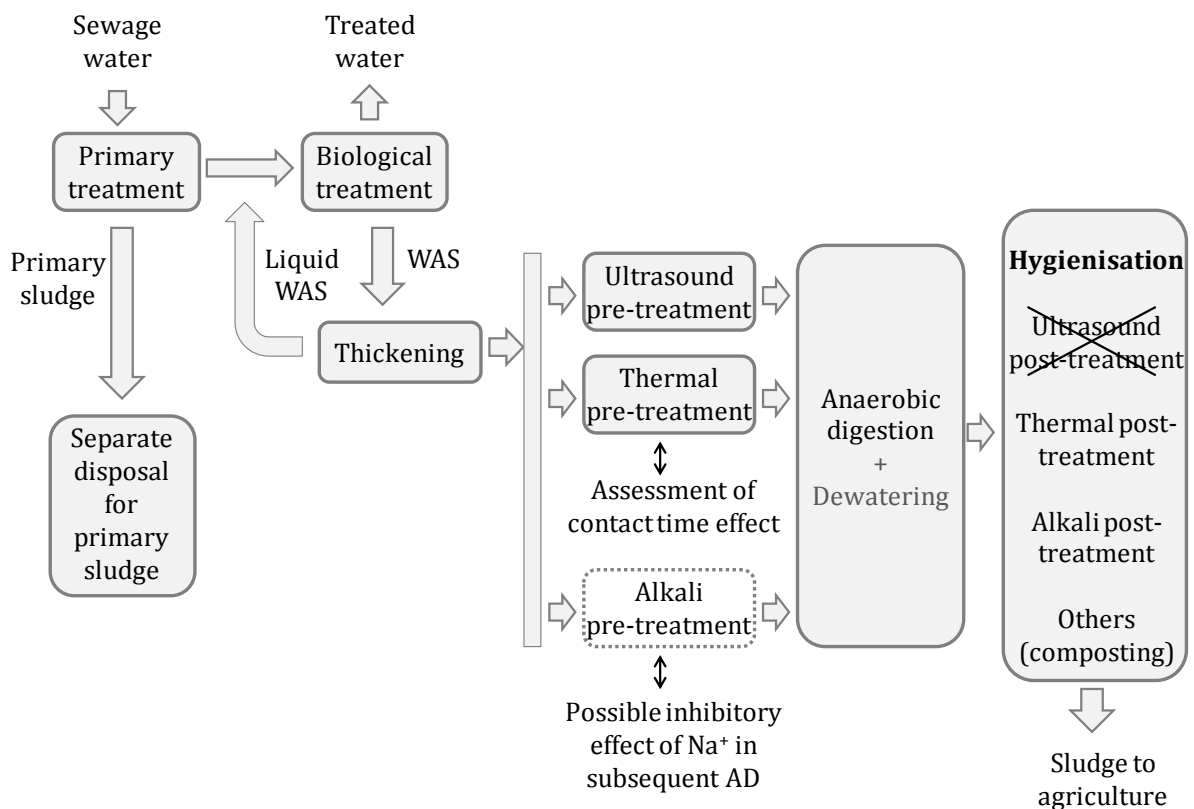 Sewage
water
Treated
water
Primary
treatment
Biological
treatment
Primary
sludge
Liquid
WAS
WAS
Thickening
Separate
disposal
for
primary
sludge
Ultrasound
pre-treatment
Thermal
pre-treatment
Assessment of
contact time effect
Alkali
pre-treatment
Possible inhibitory
effect of Na⁺ in
subsequent AD
Anaerobic
digestion
+
Dewatering
Hygienisation
Ultrasound
post-treatment
Thermal post-
treatment
Alkali post-
treatment
Others
(composting)
Sludge to
agriculture